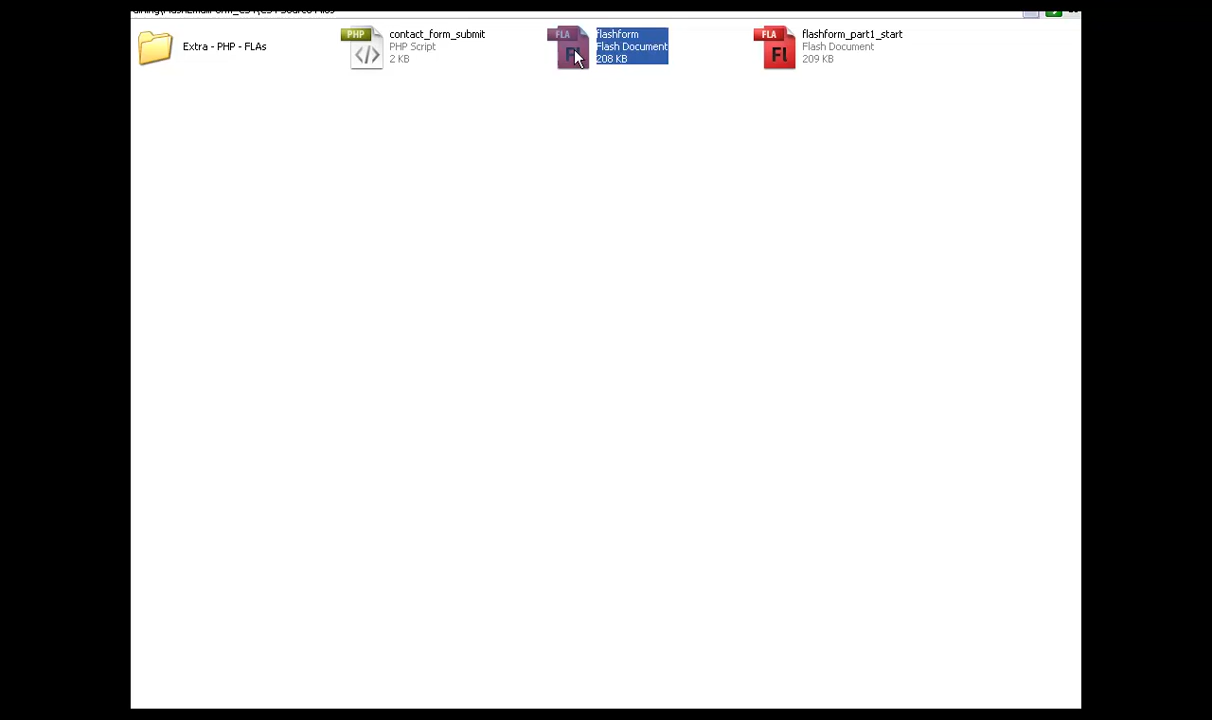 Extra - PHP - FLAs
PHP
contact_form_submit
PHP Script
2 KB
FLA
Fl
flashform
Flash Document
208 KB
FLA
Fl
flashform_part1_start
Flash Document
209 KB